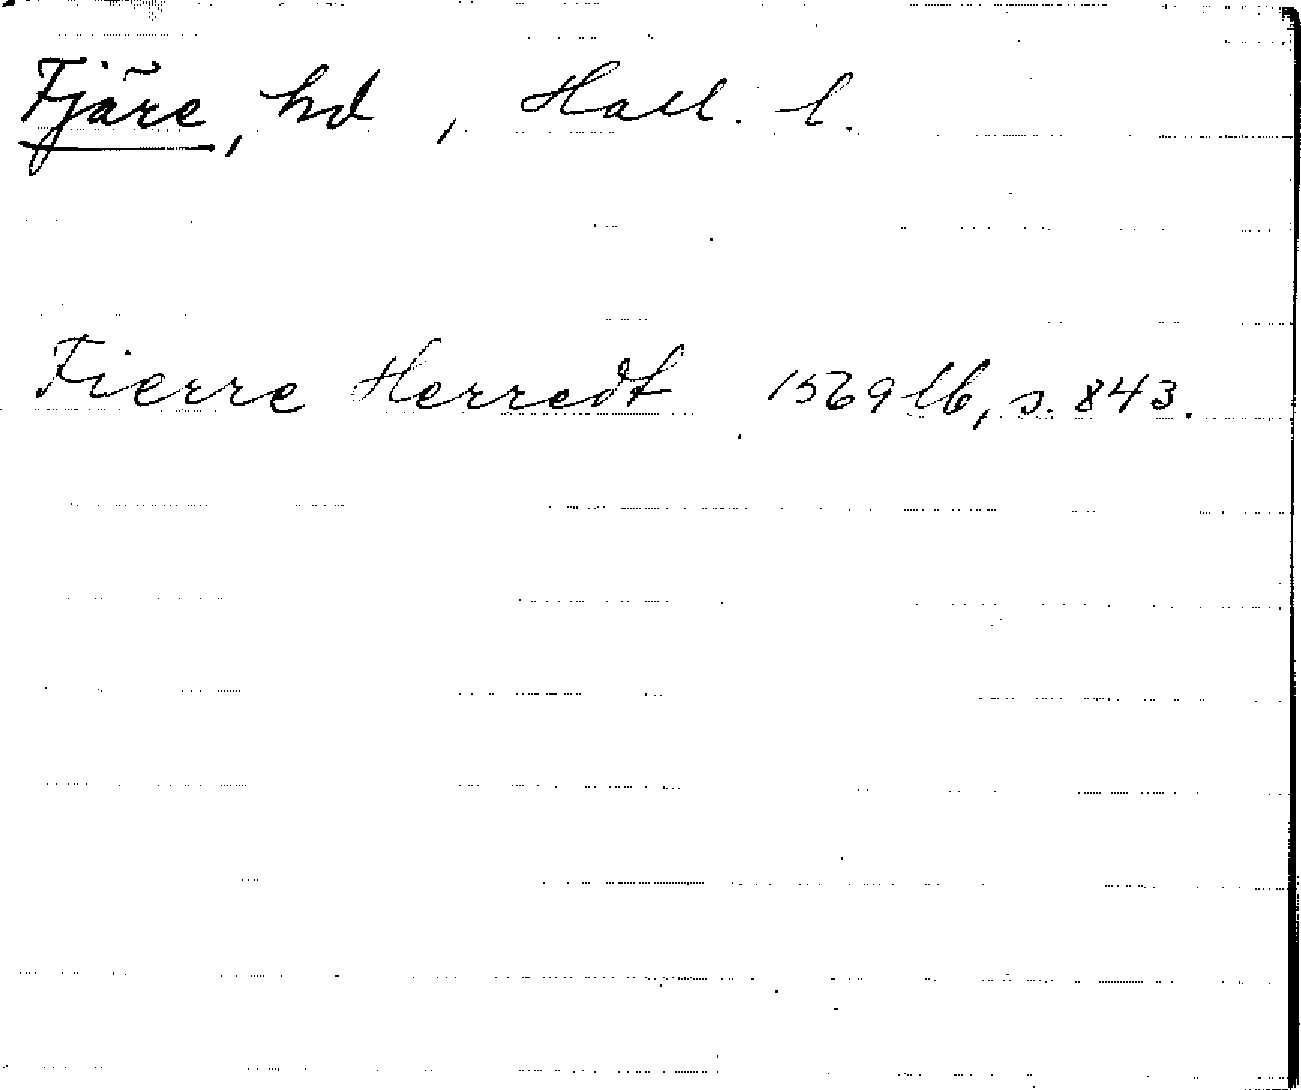 Fjäre, hd, Hall. l.
Fierre Herredt 1569 lb, s. 843.